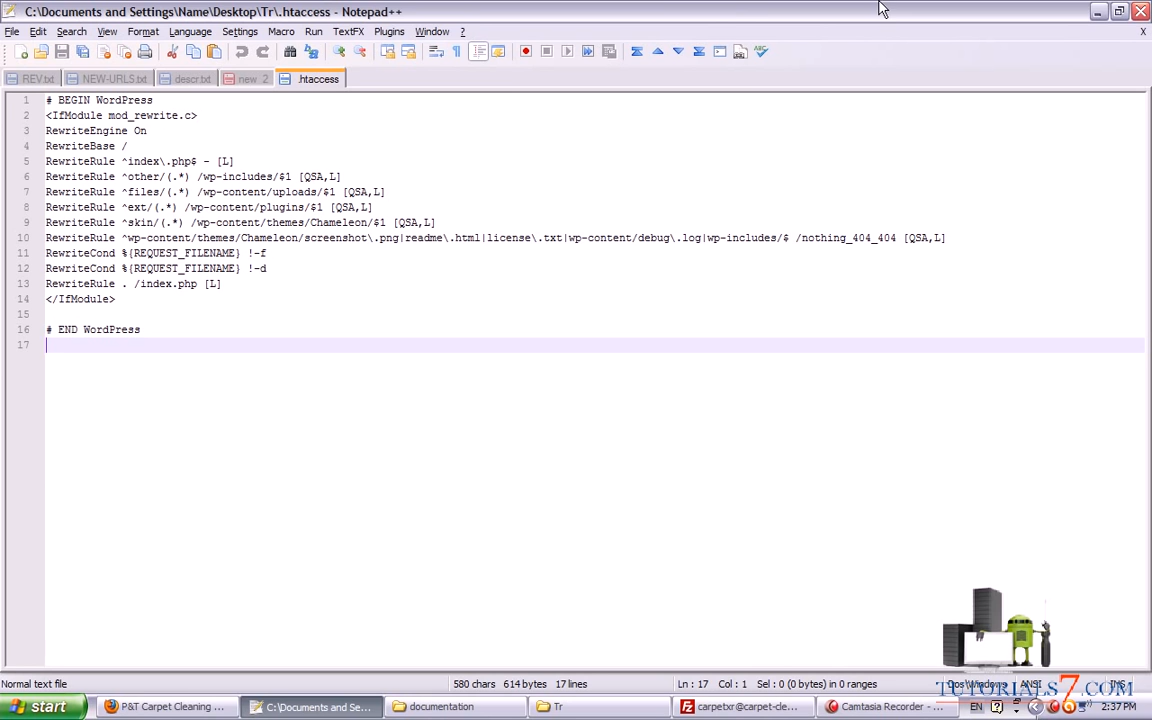 C:\Documents and Settings\Name\Desktop\Tr\.htaccess - Notepad++
File Edit Search View Format Language Settings Macro Run TextFX Plugins Window ? X
REV.txt NEW-URLS.txt descr.txt new 2 .htaccess
1 # BEGIN WordPress
2 <IfModule mod_rewrite.c>
3 RewriteEngine On
4 RewriteBase /
5 RewriteRule ^index\.php$ - [L]
6 RewriteRule ^other/(.*) /wp-includes/$1 [QSA,L]
7 RewriteRule ^files/(.*) /wp-content/uploads/$1 [QSA,L]
8 RewriteRule ^ext/(.*) /wp-content/plugins/$1 [QSA,L]
9 RewriteRule ^skin/(.*) /wp-content/themes/Chameleon/$1 [QSA,L]
10 RewriteRule ^wp-content/themes/Chameleon/screenshot\.png|readme\.html|license\.txt|wp-content/debug\.log|wp-includes/$ /nothing_404_404 [QSA,L]
11 RewriteCond %{REQUEST_FILENAME} !-f
12 RewriteCond %{REQUEST_FILENAME} !-d
13 RewriteRule . /index.php [L]
14 </IfModule>
15
16 # END WordPress
17
Normal text file 580 chars 614 bytes 17 lines Ln : 17 Col : 1 Sel : 0 (0 bytes) in 0 ranges Dos\Windows ANSI INS
TUTORIALS7.COM
start P&T Carpet Cleaning ... C:\Documents and Se... documentation Tr carpetxr@carpet-cle... Camtasia Recorder - ... EN 2:37 PM